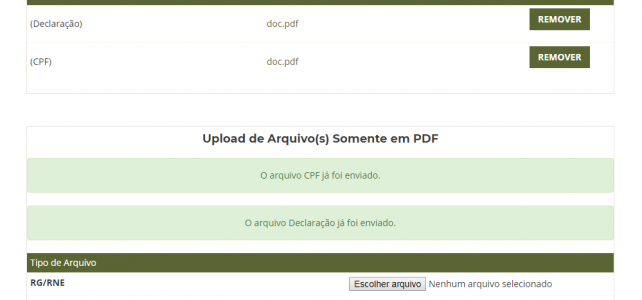 (Declaração) doc.pdf REMOVER
(CPF) doc.pdf REMOVER
Upload de Arquivo(s) Somente em PDF
O arquivo CPF já foi enviado.
O arquivo Declaração já foi enviado.
Tipo de Arquivo
RG/RNE Escolher arquivo Nenhum arquivo selecionado